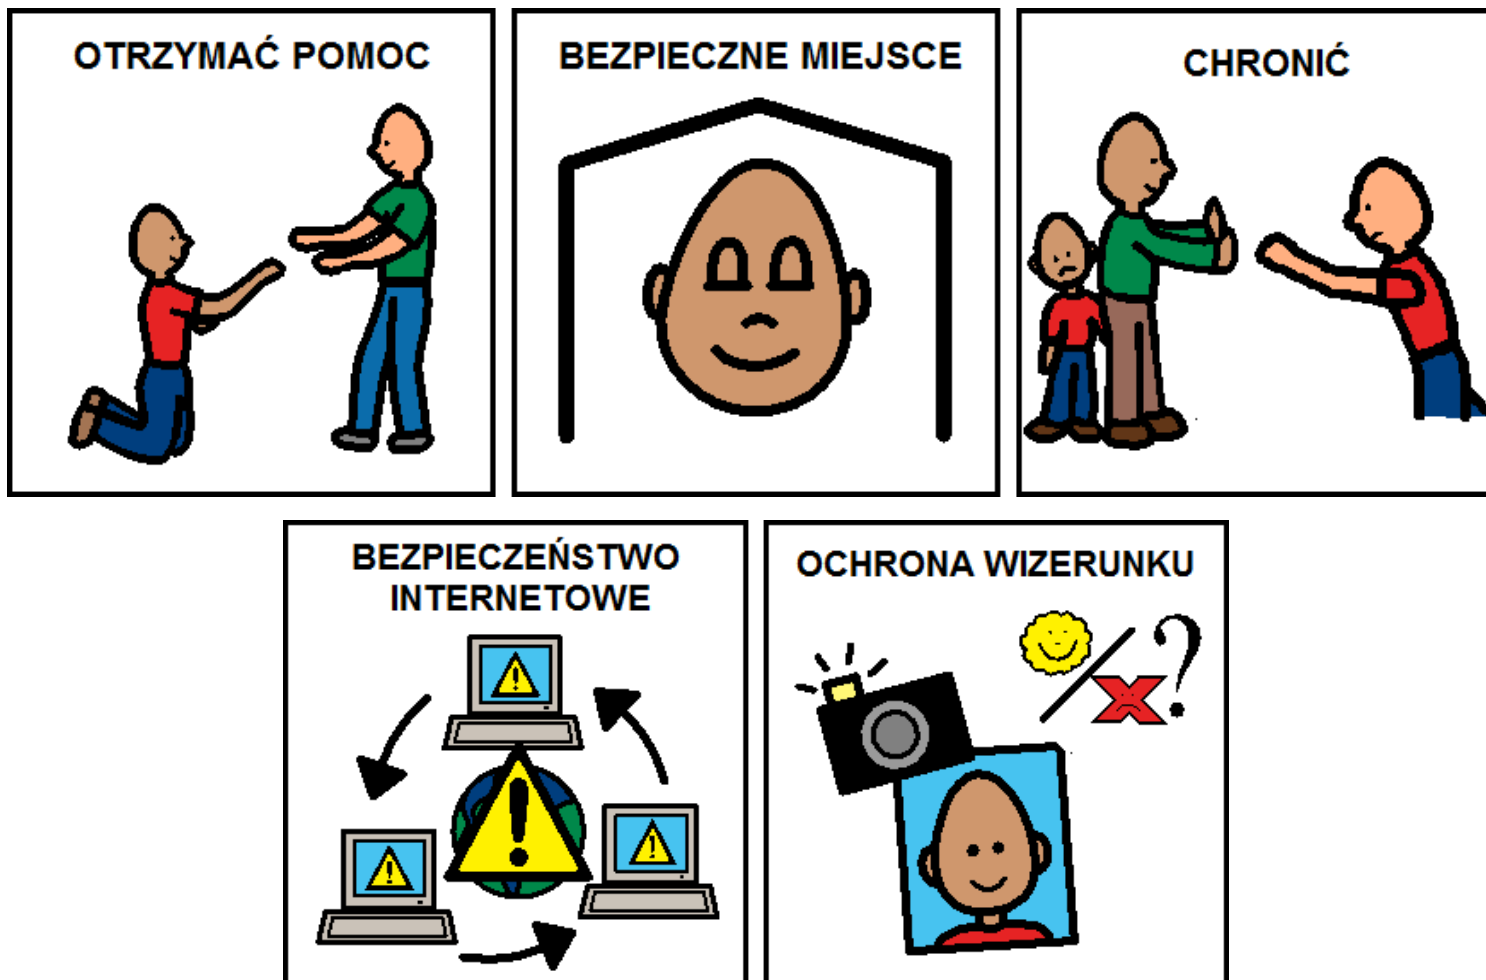 OTRZYMAĆ POMOC
BEZPIECZNE MIEJSCE
CHRONIĆ
BEZPIECZEŃSTWO
INTERNETOWE
OCHRONA WIZERUNKU